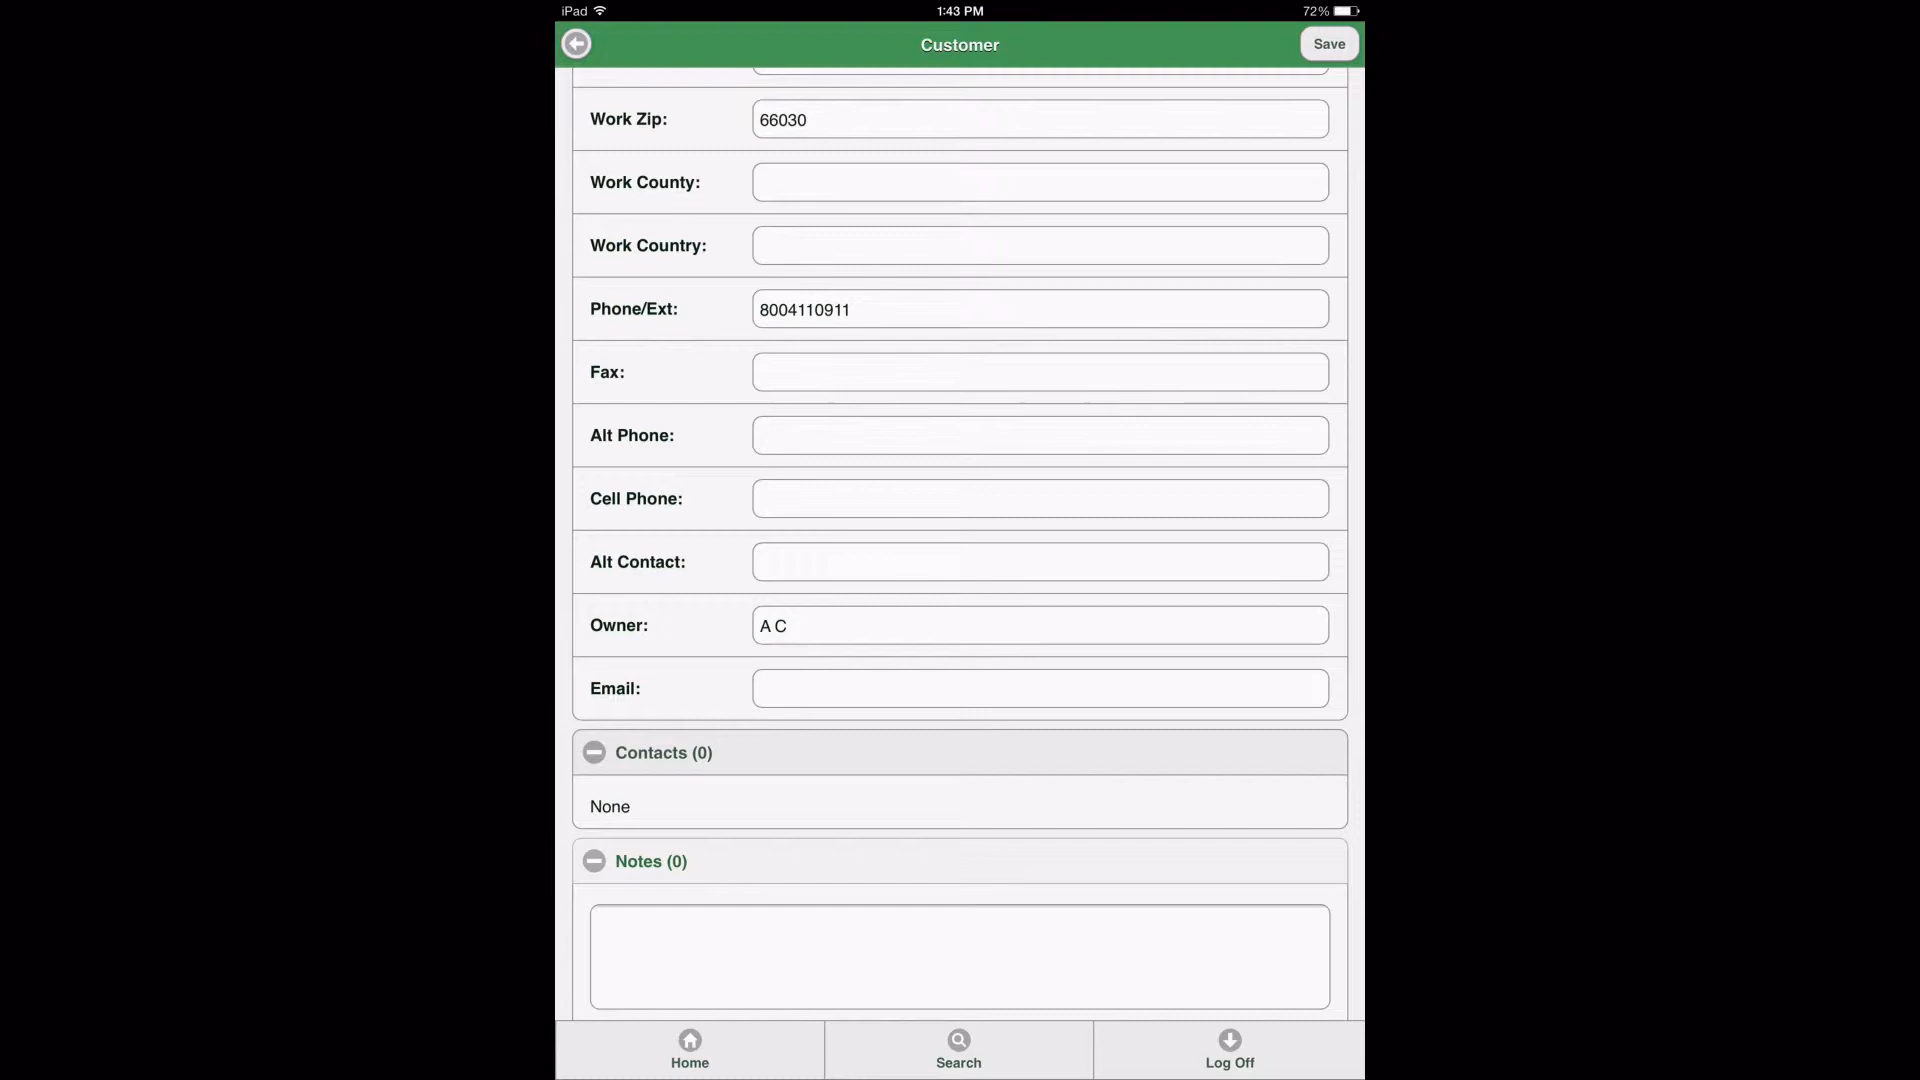 iPad 1:43 PM 72%
Customer Save
Work Zip: 66030
Work County:
Work Country:
Phone/Ext: 8004110911
Fax:
Alt Phone:
Cell Phone:
Alt Contact:
Owner: A C
Email:
Contacts (0)
None
Notes (0)
Home Search Log Off